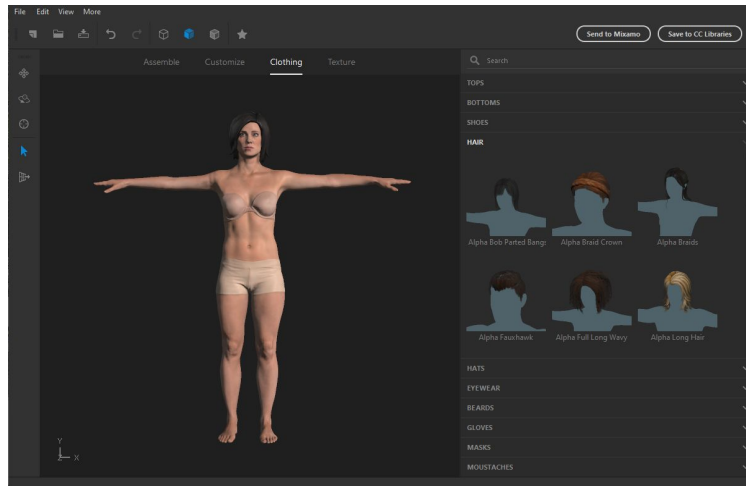 File Edit View More
Send to Mixamo Save to CC Libraries
Assemble Customize Clothing Texture
Search
TOPS
BOTTOMS
SHOES
HAIR
Alpha Bob Parted Bangs Alpha Braid Crown Alpha Braids
Alpha Fauxhawk Alpha Full Long Wavy Alpha Long Hair
HATS
EYEWEAR
BEARDS
GLOVES
MASKS
MOUSTACHES
Y
Z X